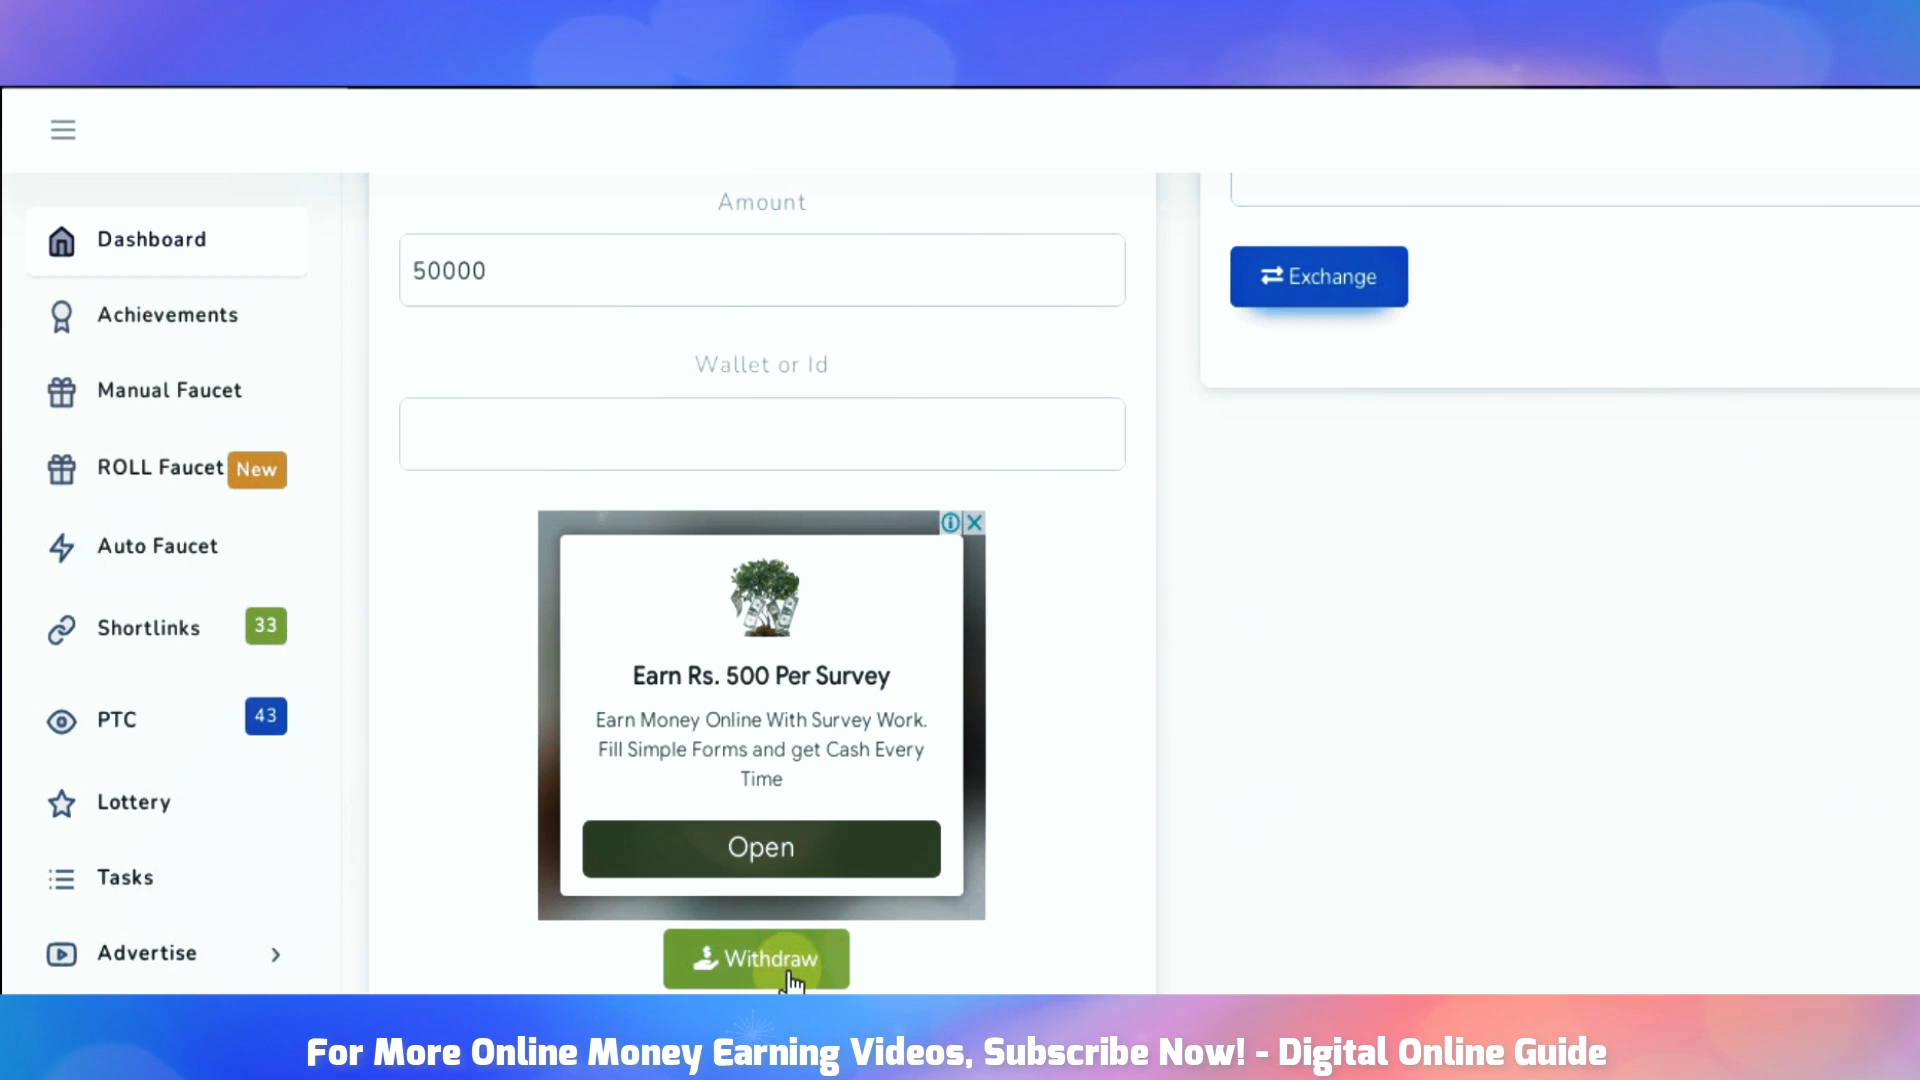 Dashboard
Achievements
Manual Faucet
ROLL Faucet New
Auto Faucet
Shortlinks 33
PTC 43
Lottery
Tasks
Advertise
Amount
50000
Wallet or Id
Earn Rs. 500 Per Survey
Earn Money Online With Survey Work.
Fill Simple Forms and get Cash Every
Time
Open
Withdraw
Exchange
For More Online Money Earning Videos, Subscribe Now! - Digital Online Guide